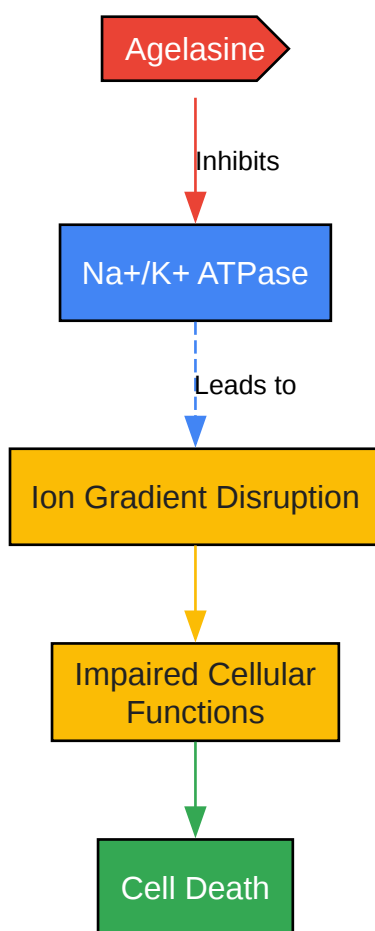 Agelasine
Inhibits
Na+/K+ ATPase
Leads to
Ion Gradient Disruption
Impaired Cellular
Functions
Cell Death